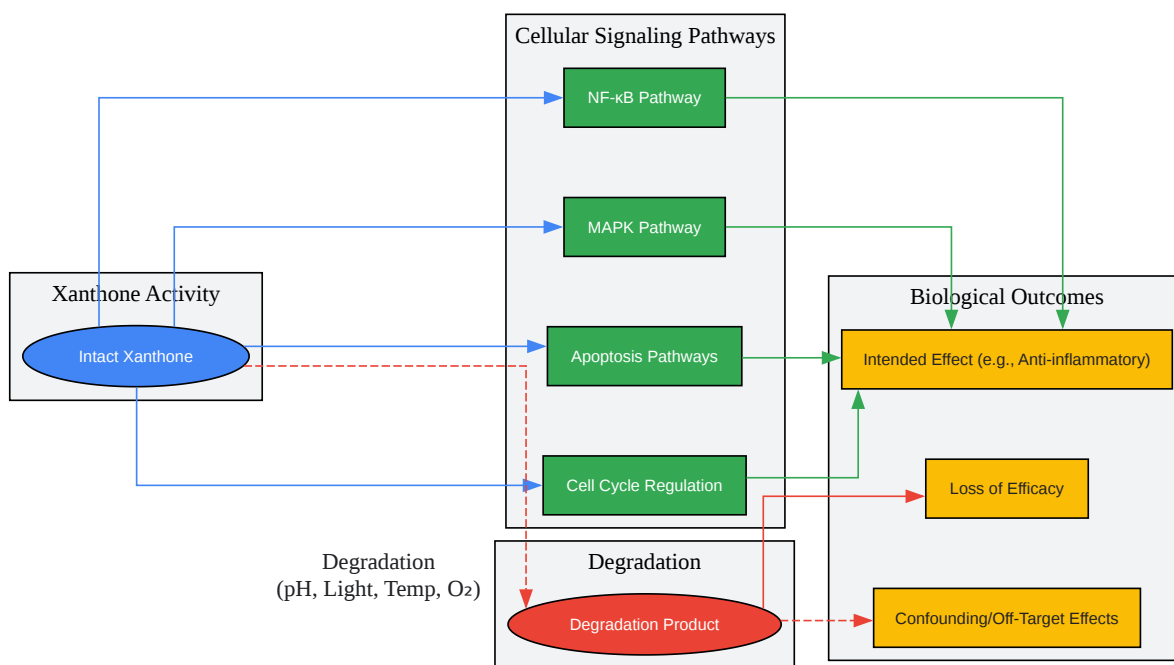 Cellular Signaling Pathways
NF-κB Pathway
MAPK Pathway
Xanthone Activity
Biological Outcomes
Intact Xanthone
Apoptosis Pathways
Intended Effect (e.g., Anti-inflammatory)
Cell Cycle Regulation
Loss of Efficacy
Degradation
(pH, Light, Temp, O₂)
Degradation
Degradation Product
Confounding/Off-Target Effects